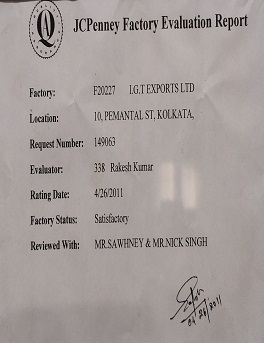 Q
JCPenney Factory Evaluation Report
Factory: F20227 I.G.T EXPORTS LTD
Location: 10, PEMANTAL ST, KOLKATA,
Request Number: 149063
Evaluator: 338 Rakesh Kumar
Rating Date: 4/26/2011
Factory Status: Satisfactory
Reviewed With: MR.SAWHNEY & MR.NICK SINGH
04/26/2011